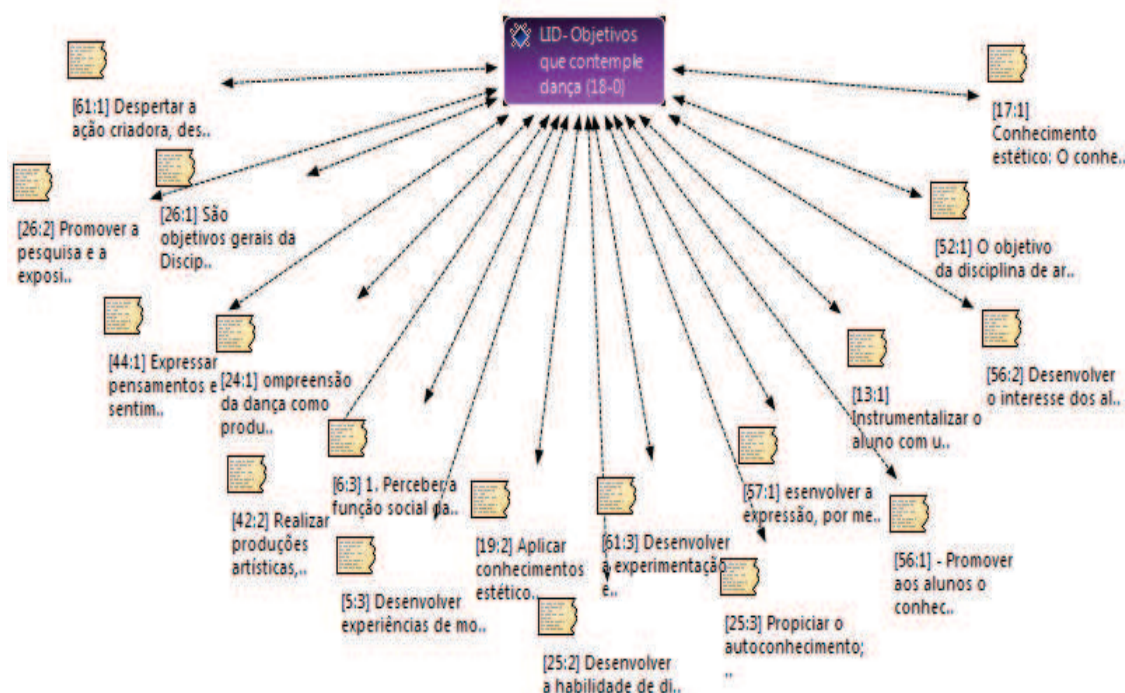 LID- Objetivos
que contemple
dança (18-0)
[61:1] Despertar a
ação criadora, des..
[17:1]
Conhecimento
estético: O conhe..
[26:2] Promover a
pesquisa e a
exposi..
[26:1] São
objetivos gerais da
Discip..
[52:1] O objetivo
da disciplina de ar..
[44:1] Expressar
pensamentos e
sentim..
[24:1] ompreensão
da dança como
produ..
[13:1]
Instrumentalizar o
aluno com u..
[56:2] Desenvolver
o interesse dos al..
[42:2] Realizar
produções
artísticas,..
[6:3] 1. Perceber a
função social da..
[57:1] esenvolver a
expressão, por me..
[5:3] Desenvolver
experiências de mo..
[19:2] Aplicar
conhecimentos
estético..
[61:3] Desenvolver
a experimentação
e..
[56:1] - Promover
aos alunos o
conhec..
[25:2] Desenvolver
a habilidade de di..
[25:3] Propiciar o
autoconhecimento;
..